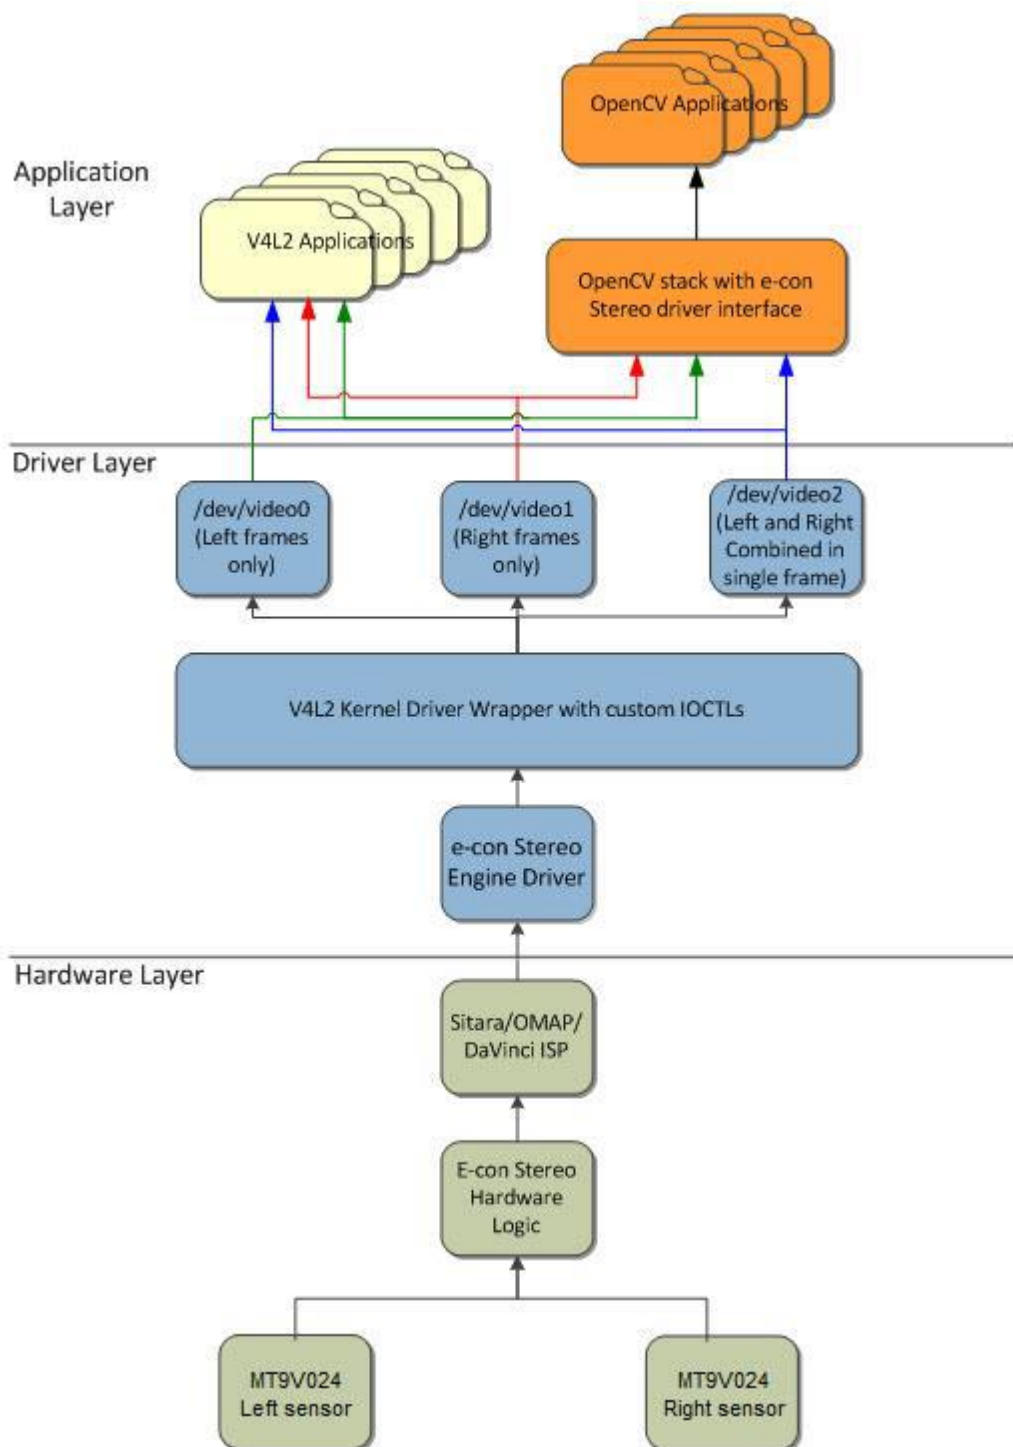 OpenCV Applications
Application
Layer
V4L2 Applications
OpenCV stack with e-con
Stereo driver interface
Driver Layer
/dev/video0
(Left frames
only)
/dev/video1
(Right frames
only)
/dev/video2
(Left and Right
Combined in
single frame)
V4L2 Kernel Driver Wrapper with custom IOCTLs
e-con Stereo
Engine Driver
Hardware Layer
Sitara/OMAP/
DaVinci ISP
E-con Stereo
Hardware
Logic
MT9V024
Left sensor
MT9V024
Right sensor